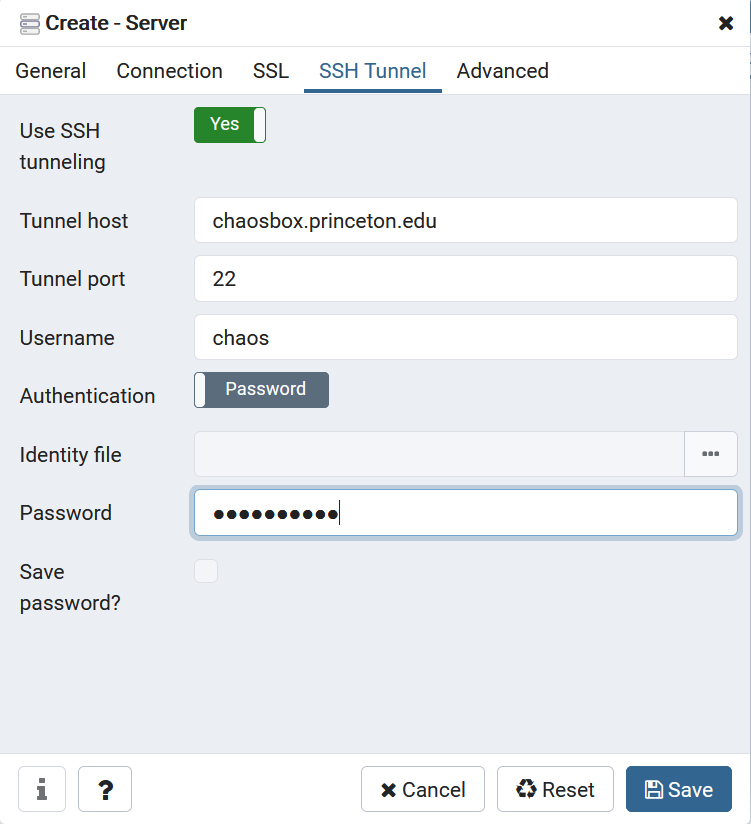 Create - Server
General Connection SSL SSH Tunnel Advanced
Use SSH
tunneling
Yes
Tunnel host
chaosbox.princeton.edu
Tunnel port
22
Username
chaos
Authentication
Password
Identity file
Password
••••••••••
Save
password?
i ? Cancel Reset Save